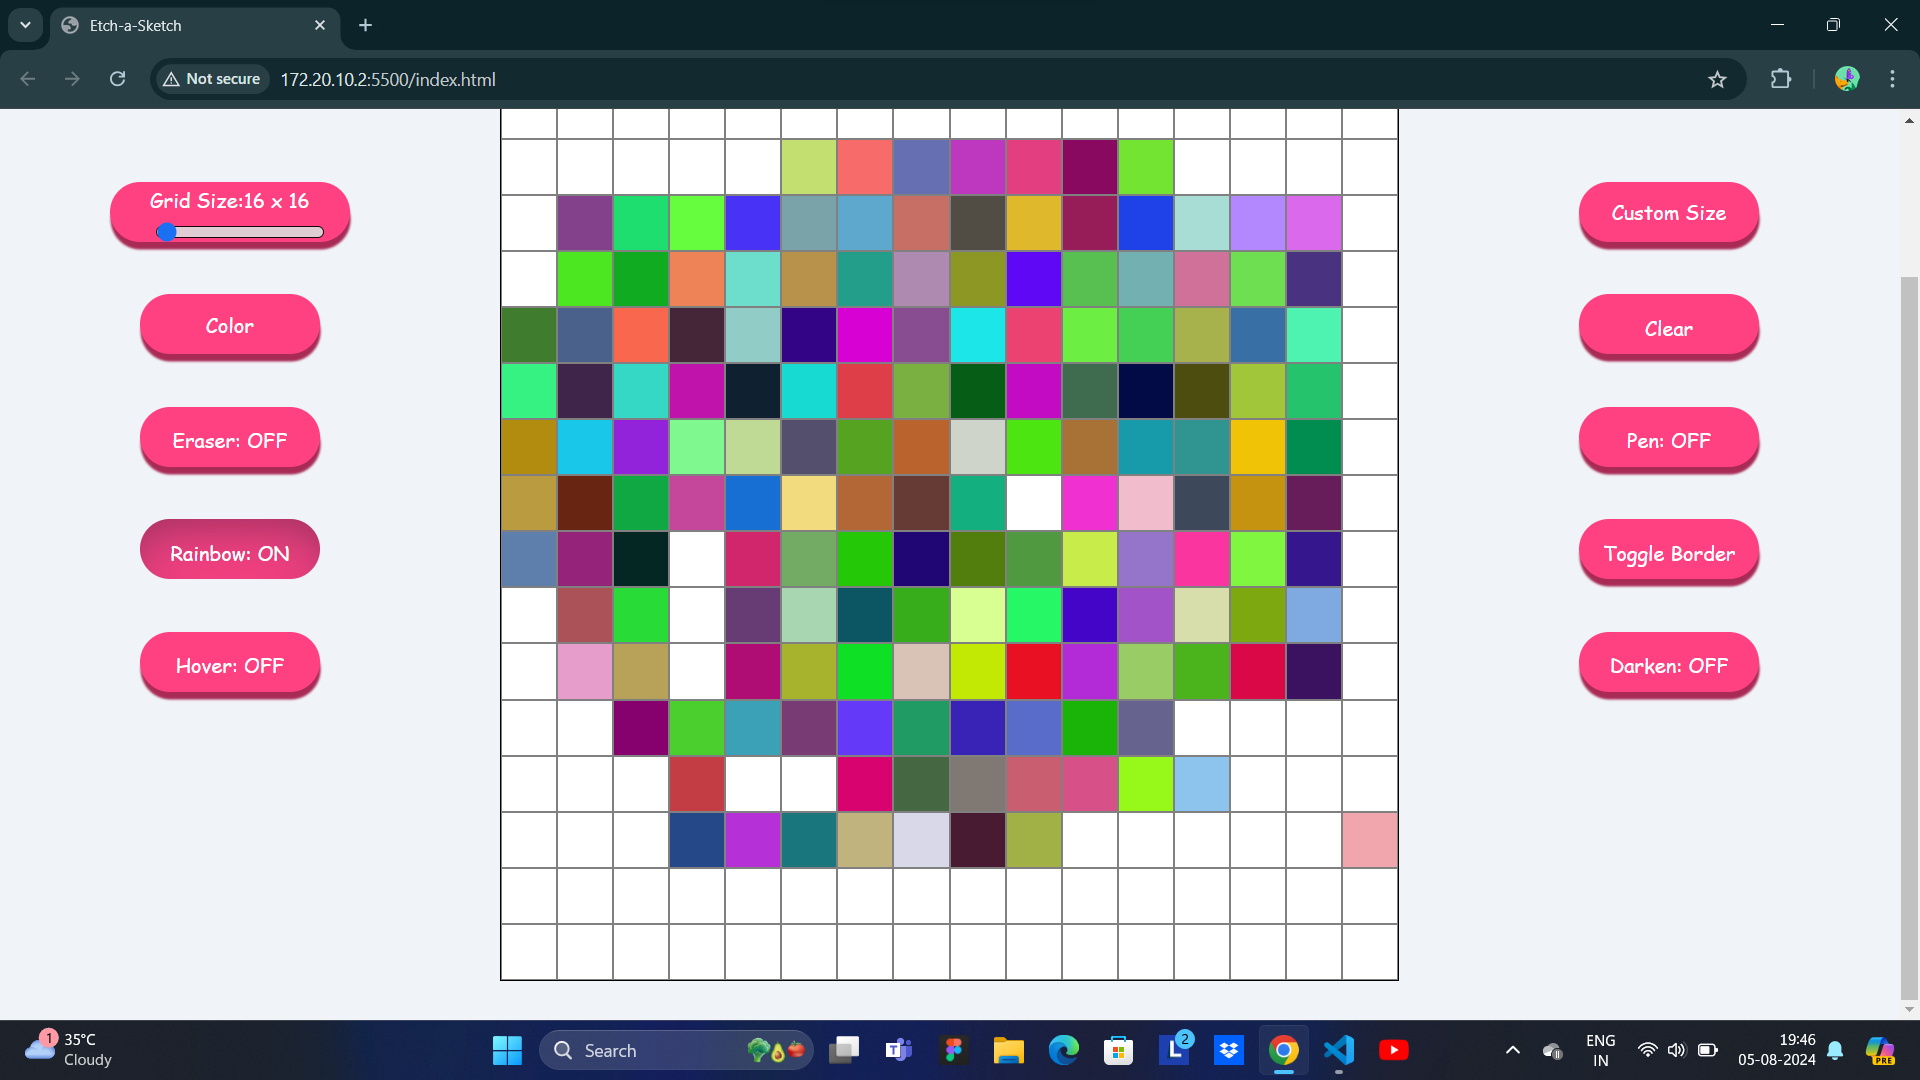 Etch-a-Sketch
Not secure
172.20.10.2:5500/index.html
Grid Size:16 x 16
Color
Eraser: OFF
Rainbow: ON
Hover: OFF
Custom Size
Clear
Pen: OFF
Toggle Border
Darken: OFF
1
35°C
Cloudy
Search
T
L
2
ENG
IN
19:46
05-08-2024
PRE